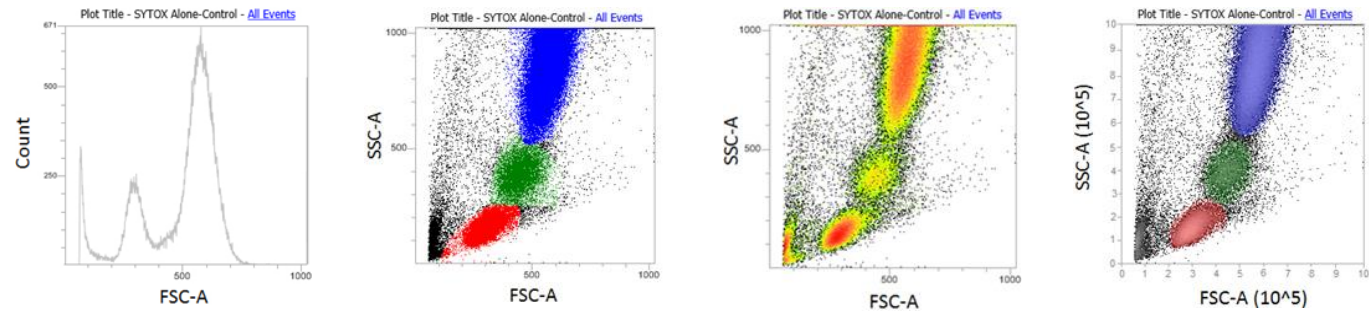 Plot Title - SYTOX Alone-Control - All Events
671
500
250
Count
500
1000
FSC-A
Plot Title - SYTOX Alone-Control - All Events
1000
500
SSC-A
500
1000
FSC-A
Plot Title - SYTOX Alone-Control - All Events
1000
500
SSC-A
500
1000
FSC-A
Plot Title - SYTOX Alone-Control - All Events
10
9
8
7
6
5
4
3
2
1
0
SSC-A (10^5)
0 1 2 3 4 5 6 7 8 9 10
FSC-A (10^5)